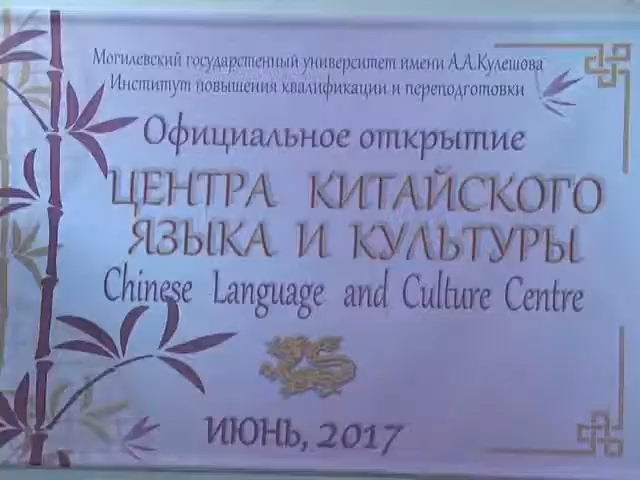 Могилевский государственный университет имени А.А.Кулешова
Институт повышения квалификации и переподготовки
Официальное открытие
ЦЕНТРА КИТАЙСКОГО
ЯЗЫКА И КУЛЬТУРЫ
Chinese Language and Culture Centre
ИЮНЬ, 2017